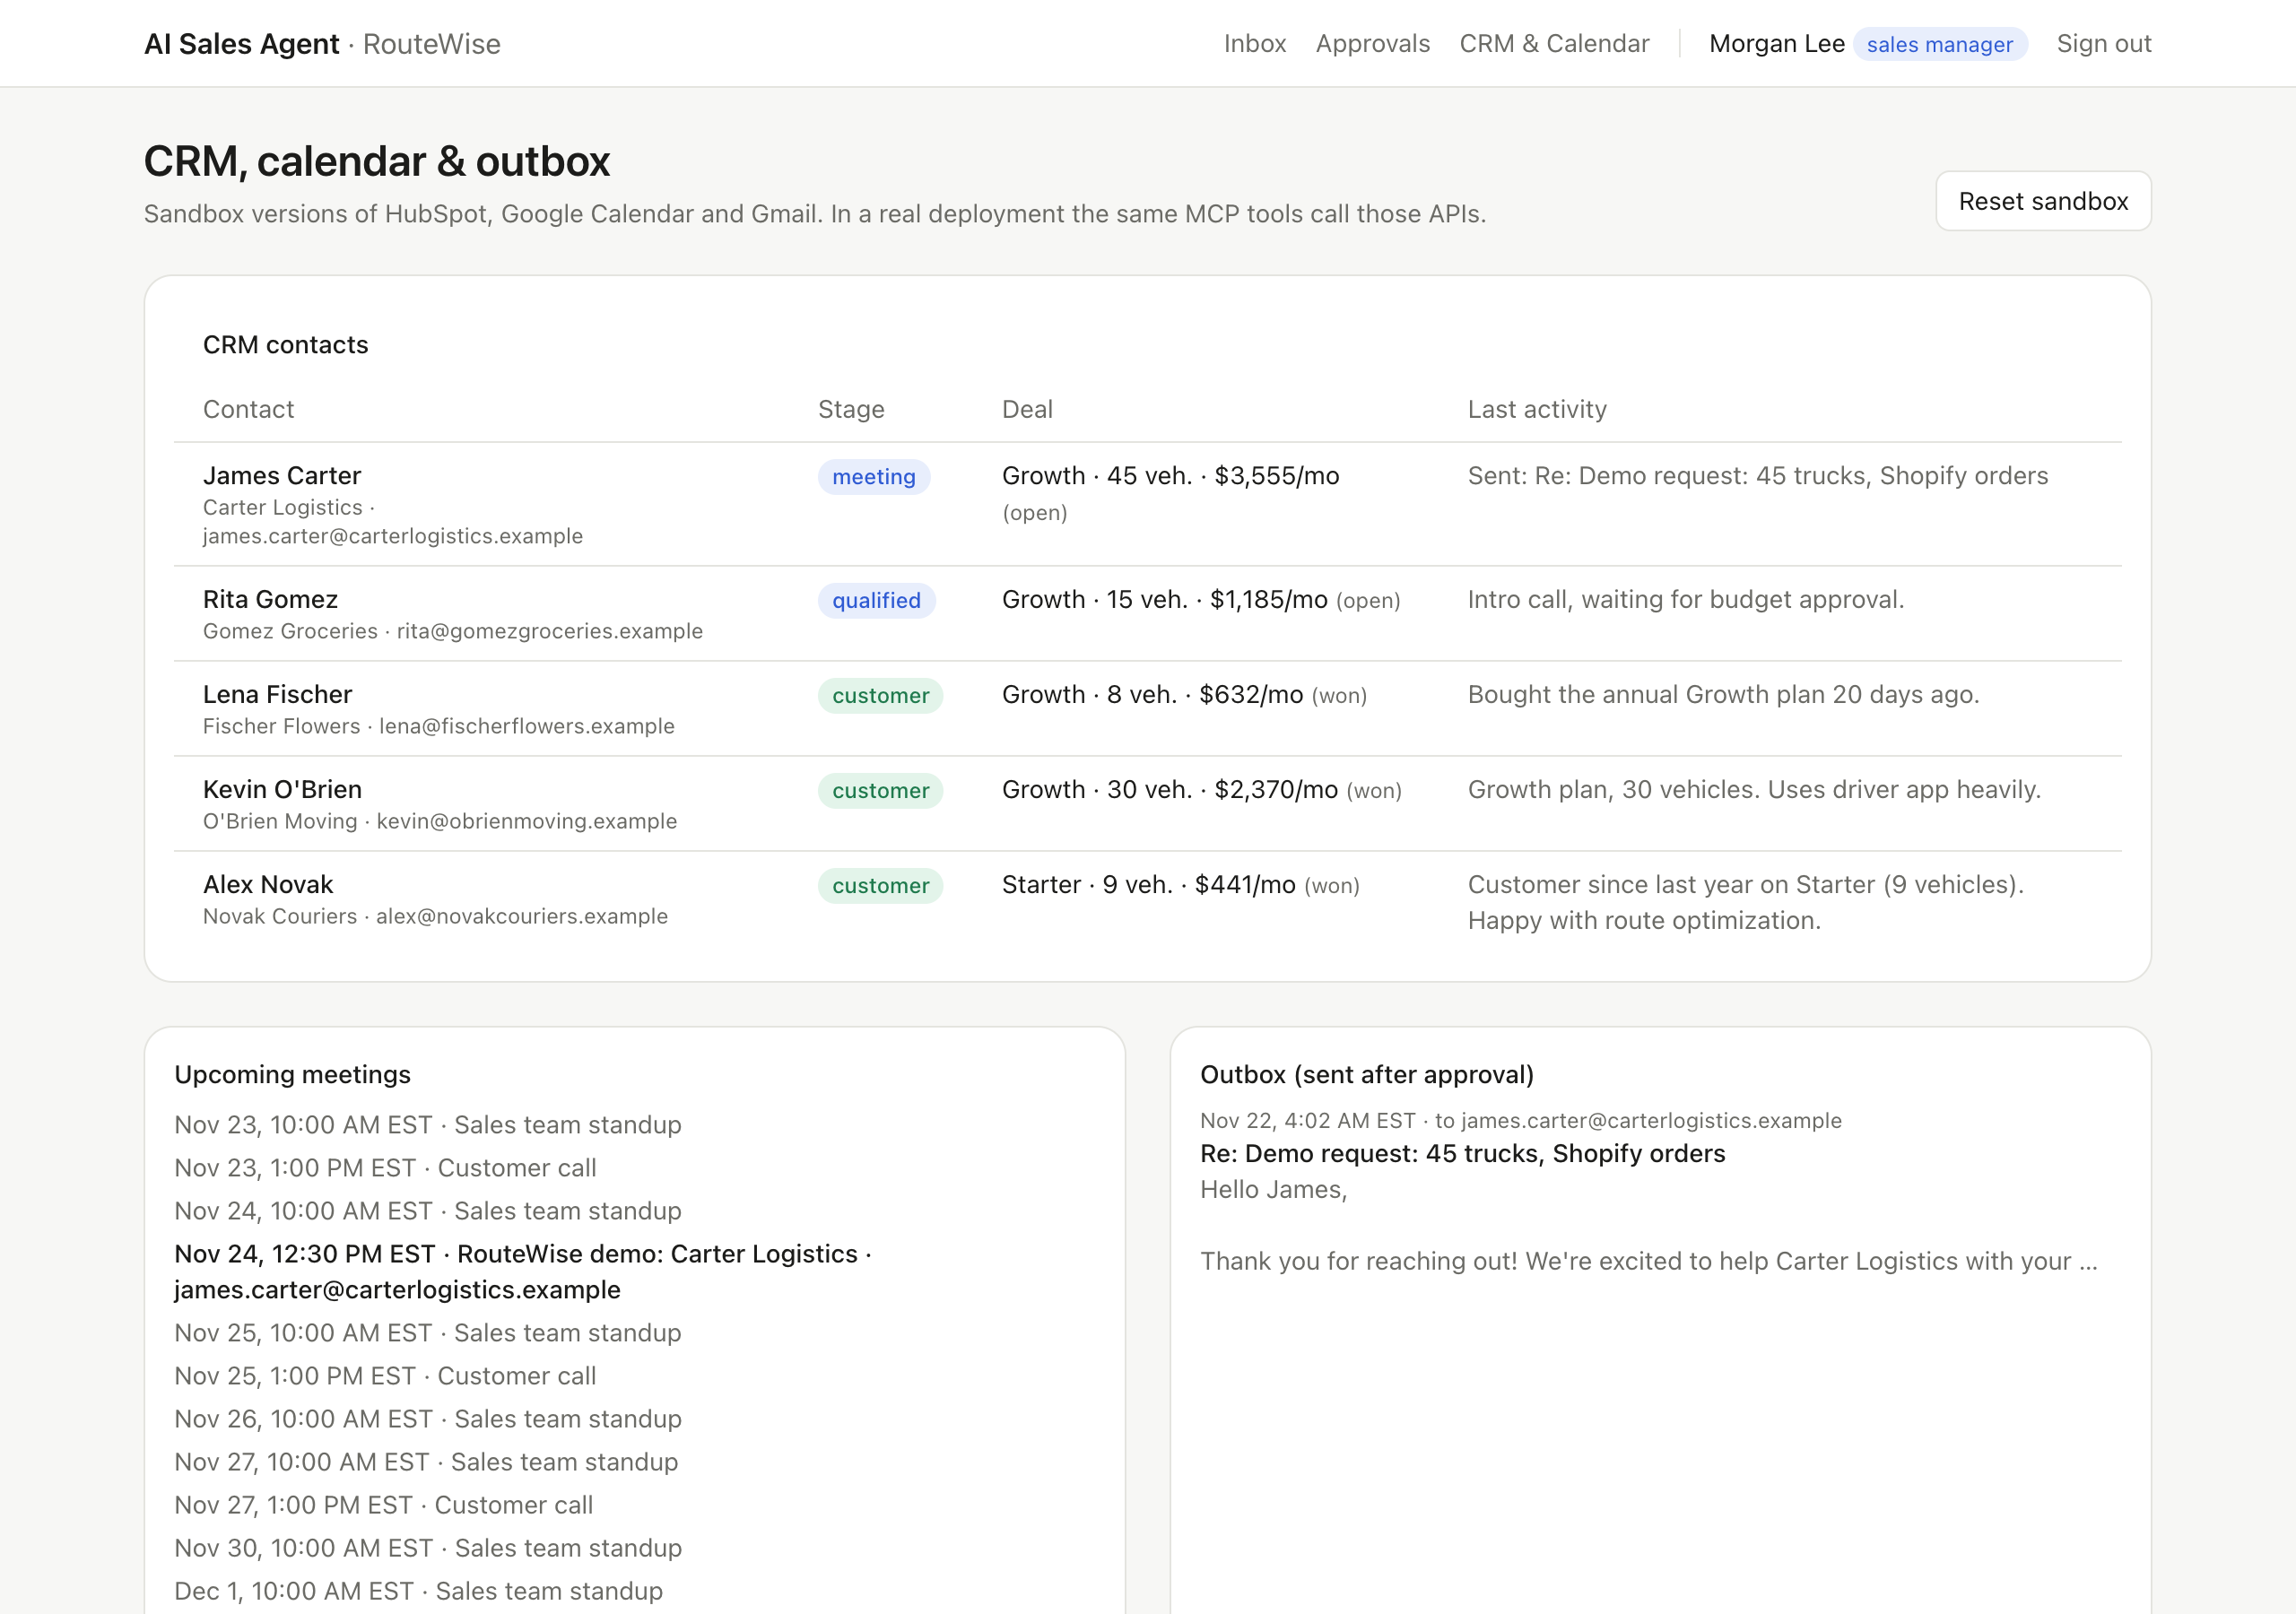 AI Sales Agent · RouteWise
Inbox Approvals CRM & Calendar Morgan Lee sales manager Sign out
CRM, calendar & outbox
Sandbox versions of HubSpot, Google Calendar and Gmail. In a real deployment the same MCP tools call those APIs.
Reset sandbox
CRM contacts
Contact Stage Deal Last activity
James Carter meeting Growth · 45 veh. · $3,555/mo Sent: Re: Demo request: 45 trucks, Shopify orders
Carter Logistics · (open)
james.carter@carterlogistics.example
Rita Gomez qualified Growth · 15 veh. · $1,185/mo (open) Intro call, waiting for budget approval.
Gomez Groceries · rita@gomezgroceries.example
Lena Fischer customer Growth · 8 veh. · $632/mo (won) Bought the annual Growth plan 20 days ago.
Fischer Flowers · lena@fischerflowers.example
Kevin O'Brien customer Growth · 30 veh. · $2,370/mo (won) Growth plan, 30 vehicles. Uses driver app heavily.
O'Brien Moving · kevin@obrienmoving.example
Alex Novak customer Starter · 9 veh. · $441/mo (won) Customer since last year on Starter (9 vehicles).
Novak Couriers · alex@novakcouriers.example Happy with route optimization.
Upcoming meetings
Nov 23, 10:00 AM EST · Sales team standup
Nov 23, 1:00 PM EST · Customer call
Nov 24, 10:00 AM EST · Sales team standup
Nov 24, 12:30 PM EST · RouteWise demo: Carter Logistics ·
james.carter@carterlogistics.example
Nov 25, 10:00 AM EST · Sales team standup
Nov 25, 1:00 PM EST · Customer call
Nov 26, 10:00 AM EST · Sales team standup
Nov 27, 10:00 AM EST · Sales team standup
Nov 27, 1:00 PM EST · Customer call
Nov 30, 10:00 AM EST · Sales team standup
Dec 1, 10:00 AM EST · Sales team standup
Outbox (sent after approval)
Nov 22, 4:02 AM EST · to james.carter@carterlogistics.example
Re: Demo request: 45 trucks, Shopify orders
Hello James,
Thank you for reaching out! We're excited to help Carter Logistics with your ...